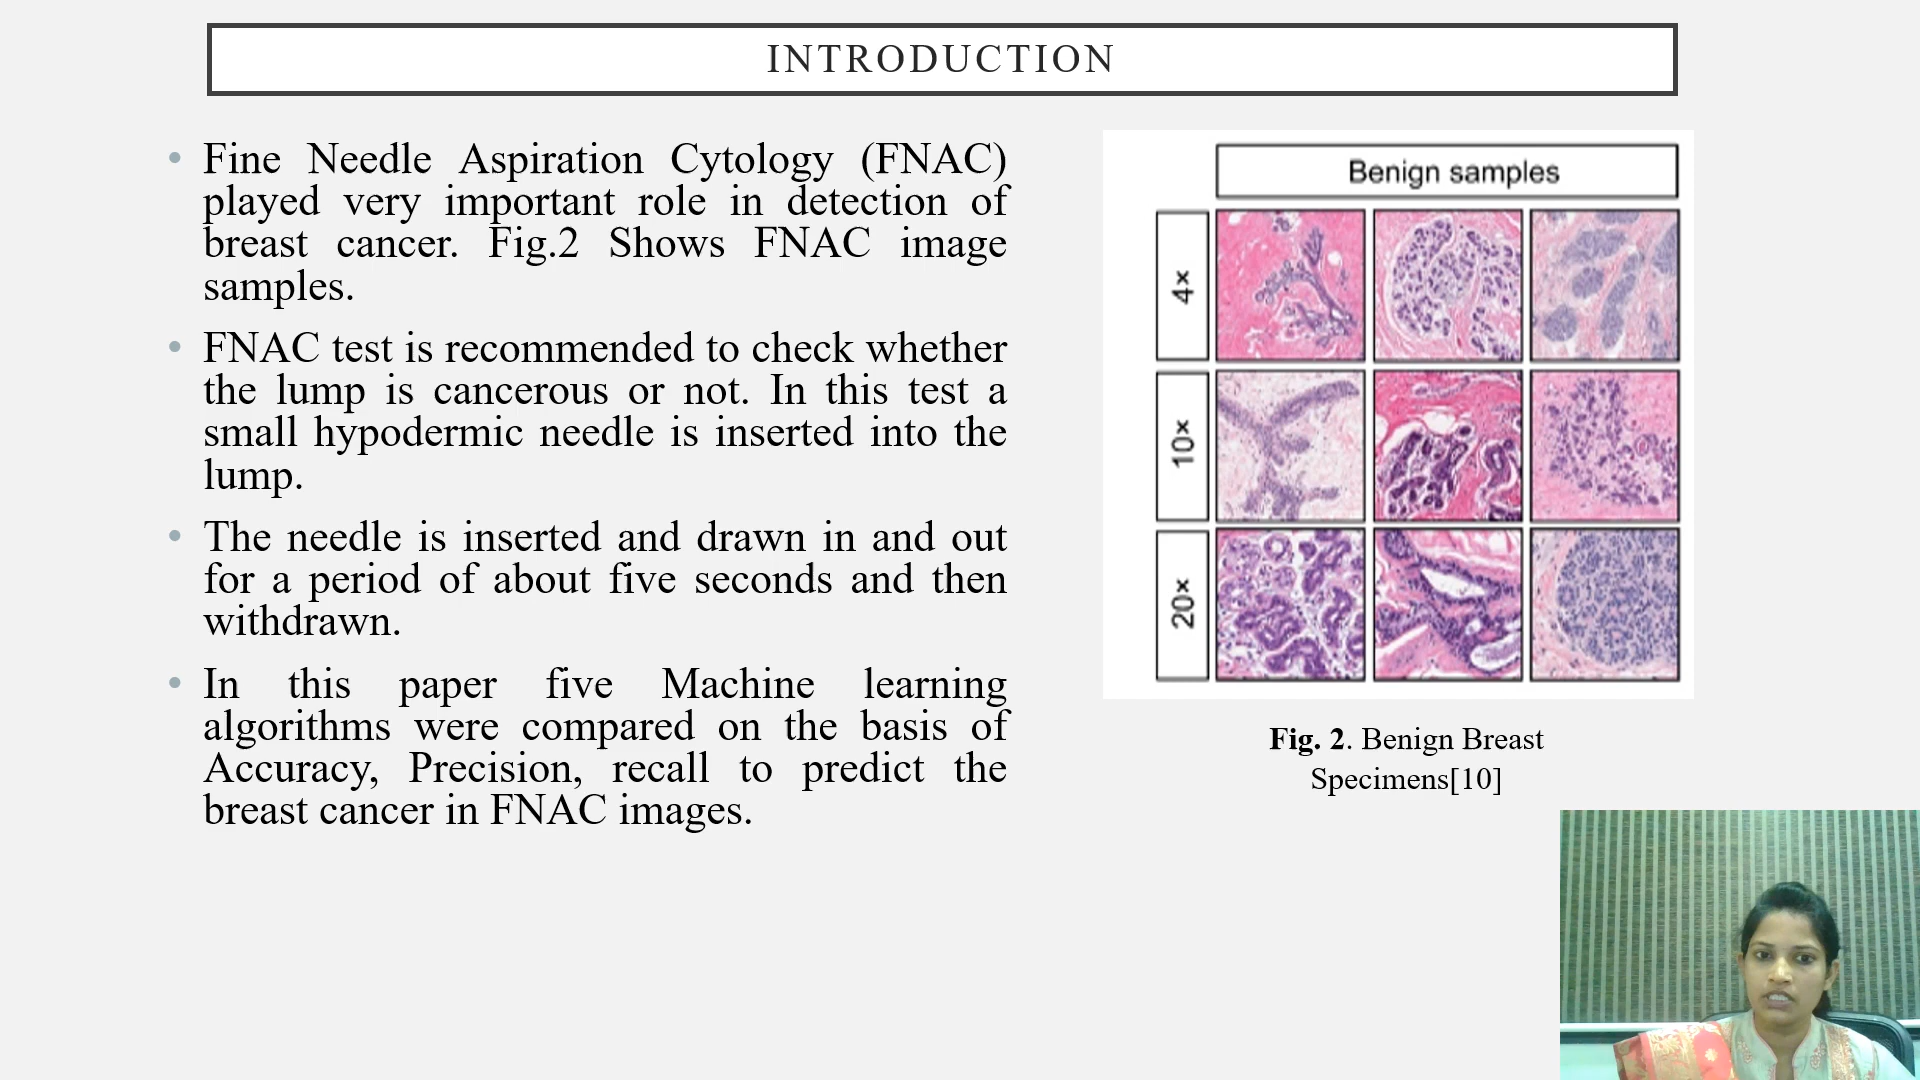 INTRODUCTION
• Fine Needle Aspiration Cytology (FNAC)
played very important role in detection of
breast cancer. Fig.2 Shows FNAC image
samples.
• FNAC test is recommended to check whether
the lump is cancerous or not. In this test a
small hypodermic needle is inserted into the
lump.
• The needle is inserted and drawn in and out
for a period of about five seconds and then
withdrawn.
• In this paper five Machine learning
algorithms were compared on the basis of
Accuracy, Precision, recall to predict the
breast cancer in FNAC images.
Benign samples
4×
10×
20×
Fig. 2. Benign Breast
Specimens[10]